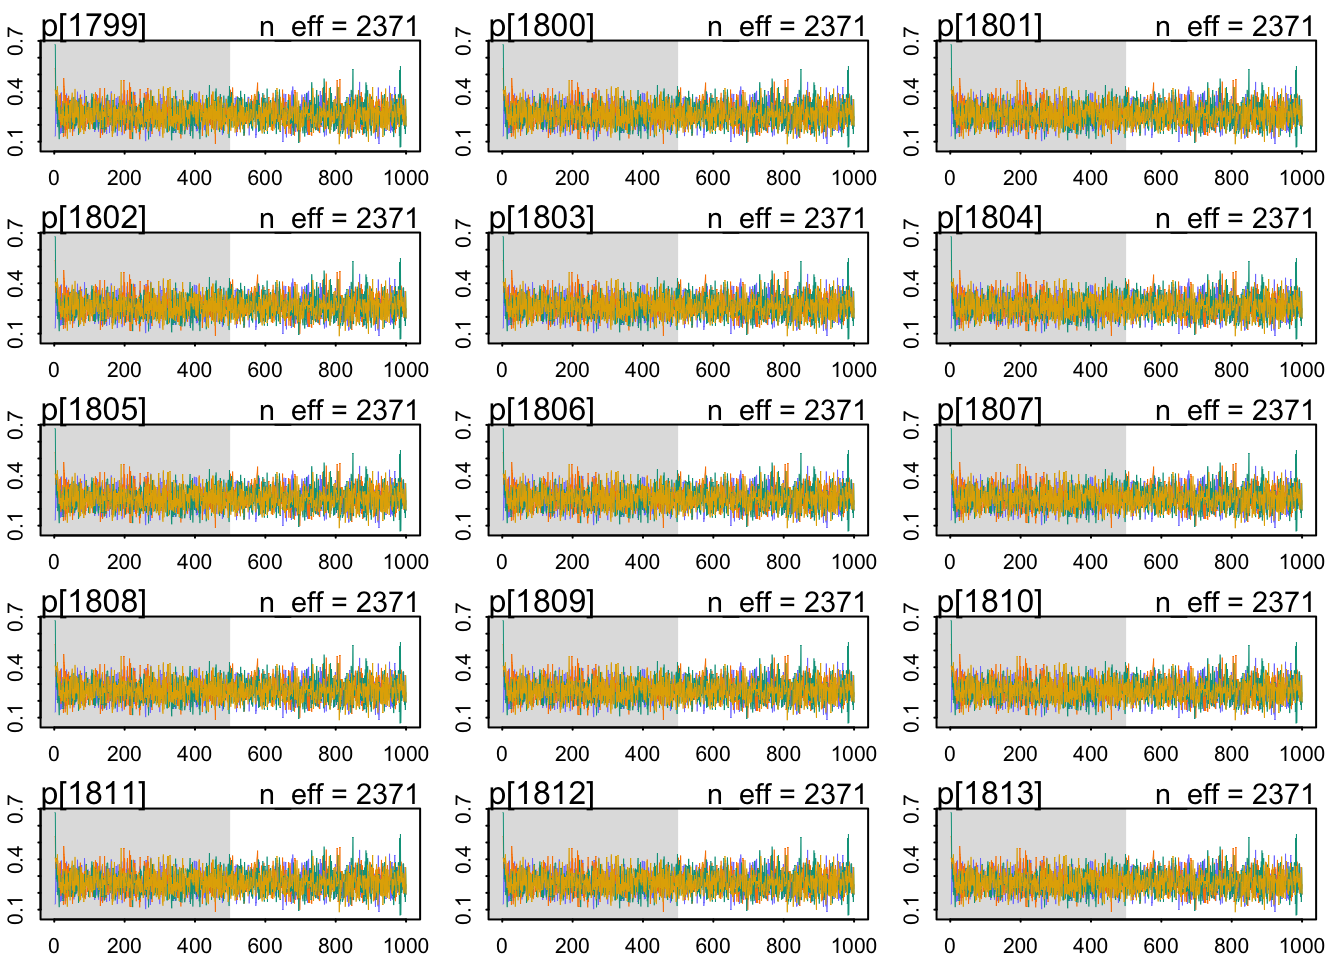 p[1799] n_eff = 2371 p[1800] n_eff = 2371 p[1801] n_eff = 2371
0.1 0.4 0.7 0.1 0.4 0.7 0.1 0.4 0.7
0 200 400 600 800 1000 0 200 400 600 800 1000 0 200 400 600 800 1000
p[1802] n_eff = 2371 p[1803] n_eff = 2371 p[1804] n_eff = 2371
0.1 0.4 0.7 0.1 0.4 0.7 0.1 0.4 0.7
0 200 400 600 800 1000 0 200 400 600 800 1000 0 200 400 600 800 1000
p[1805] n_eff = 2371 p[1806] n_eff = 2371 p[1807] n_eff = 2371
0.1 0.4 0.7 0.1 0.4 0.7 0.1 0.4 0.7
0 200 400 600 800 1000 0 200 400 600 800 1000 0 200 400 600 800 1000
p[1808] n_eff = 2371 p[1809] n_eff = 2371 p[1810] n_eff = 2371
0.1 0.4 0.7 0.1 0.4 0.7 0.1 0.4 0.7
0 200 400 600 800 1000 0 200 400 600 800 1000 0 200 400 600 800 1000
p[1811] n_eff = 2371 p[1812] n_eff = 2371 p[1813] n_eff = 2371
0.1 0.4 0.7 0.1 0.4 0.7 0.1 0.4 0.7
0 200 400 600 800 1000 0 200 400 600 800 1000 0 200 400 600 800 1000